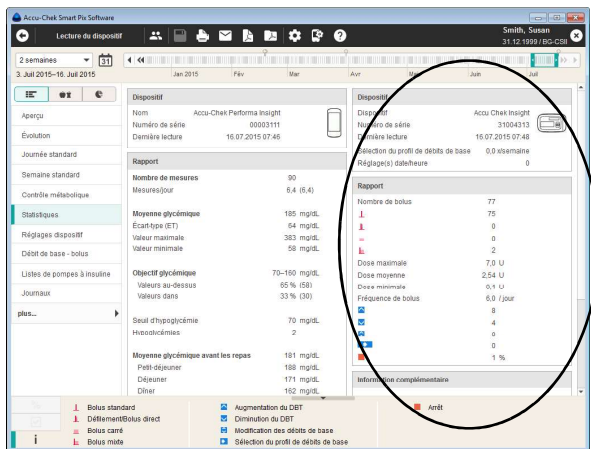 Accu-Chek Smart Pix Software
Lecture du dispositif
Smith, Susan
31.12.1999 / BG-CSII
2 semaines
31
3. Juil 2015–16. Juil 2015
Jan 2015 Fév Mar Avr Juin Juil
Aperçu
Évolution
Journée standard
Semaine standard
Contrôle métabolique
Statistiques
Réglages dispositif
Débit de base - bolus
Listes de pompes à insuline
Journaux
plus...
Dispositif
Nom Accu-Chek Performa Insight
Numéro de série 00003111
Dernière lecture 16.07.2015 07:46
Rapport
Nombre de mesures 90
Mesures/jour 6,4 (6,4)
Moyenne glycémique 185 mg/dL
Écart-type (ET) 64 mg/dL
Valeur maximale 383 mg/dL
Valeur minimale 58 mg/dL
Objectif glycémique 70–160 mg/dL
Valeurs au-dessus 65 % (58)
Valeurs dans 33 % (30)
Seuil d'hypoglycémie 70 mg/dL
Hypoglycémies 2
Moyenne glycémique avant les repas 181 mg/dL
Petit-déjeuner 188 mg/dL
Déjeuner 171 mg/dL
Dîner 162 mg/dL
Dispositif
Dispositif Accu Chek Insight
Numéro de série 31004313
Dernière lecture 16.07.2015 07:48
Sélection du profil de débits de base 0,0 x/semaine
Réglage(s) date/heure 0
Rapport
Nombre de bolus 77
75
0
0
2
Dose maximale 7,0 U
Dose moyenne 2,54 U
Dose minimale 0,1 U
Fréquence de bolus 6,0 /jour
8
4
0
0
1 %
Information complémentaire
Bolus standard
Défilement/Bolus direct
Bolus carré
Bolus mixte
Augmentation du DBT
Diminution du DBT
Modification des débits de base
Sélection du profil de débits de base
Arrêt
i